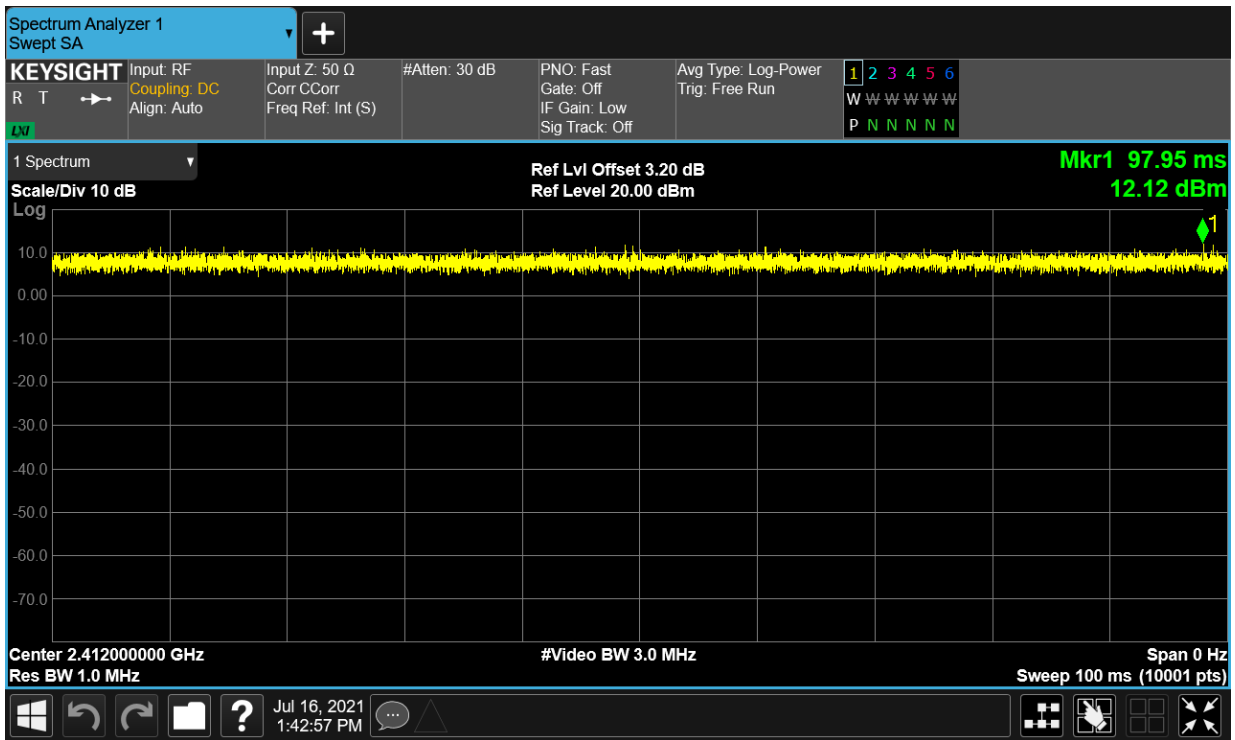 Spectrum Analyzer 1
Swept SA
KEYSIGHT
R T
LXI
Input: RF
Coupling: DC
Align: Auto
Input Z: 50 Ω
Corr CCorr
Freq Ref: Int (S)
#Atten: 30 dB
PNO: Fast
Gate: Off
IF Gain: Low
Sig Track: Off
Avg Type: Log-Power
Trig: Free Run
1 2 3 4 5 6
W W W W W W
P N N N N N
1 Spectrum
Scale/Div 10 dB
Log
Ref Lvl Offset 3.20 dB
Ref Level 20.00 dBm
Mkr1 97.95 ms
12.12 dBm
1
10.0
0.00
-10.0
-20.0
-30.0
-40.0
-50.0
-60.0
-70.0
Center 2.412000000 GHz
Res BW 1.0 MHz
#Video BW 3.0 MHz
Span 0 Hz
Sweep 100 ms (10001 pts)
?
Jul 16, 2021
1:42:57 PM